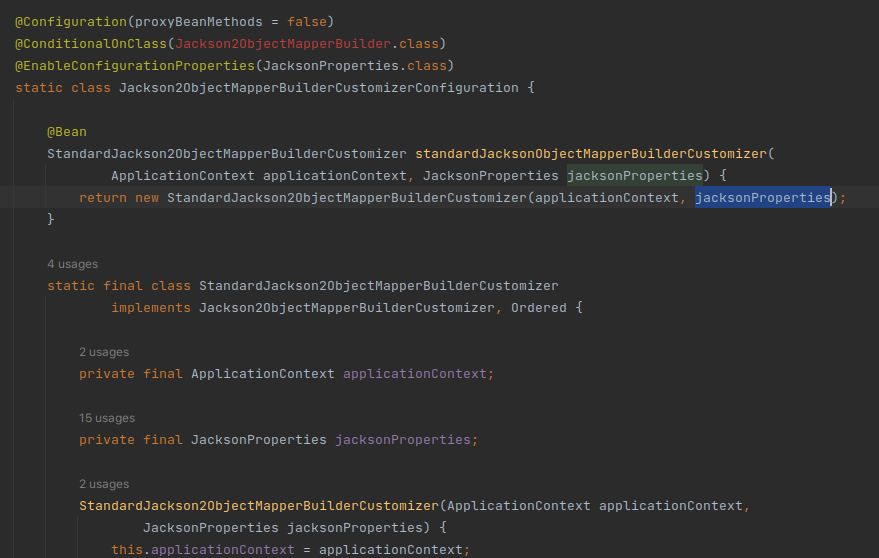 @Configuration(proxyBeanMethods = false)
@ConditionalOnClass(Jackson2ObjectMapperBuilder.class)
@EnableConfigurationProperties(JacksonProperties.class)
static class Jackson2ObjectMapperBuilderCustomizerConfiguration {
@Bean
StandardJackson2ObjectMapperBuilderCustomizer standardJacksonObjectMapperBuilderCustomizer(
ApplicationContext applicationContext, JacksonProperties jacksonProperties) {
return new StandardJackson2ObjectMapperBuilderCustomizer(applicationContext, jacksonProperties);
}
4 usages
static final class StandardJackson2ObjectMapperBuilderCustomizer
implements Jackson2ObjectMapperBuilderCustomizer, Ordered {
2 usages
private final ApplicationContext applicationContext;
15 usages
private final JacksonProperties jacksonProperties;
2 usages
StandardJackson2ObjectMapperBuilderCustomizer(ApplicationContext applicationContext,
JacksonProperties jacksonProperties) {
this.applicationContext = applicationContext;